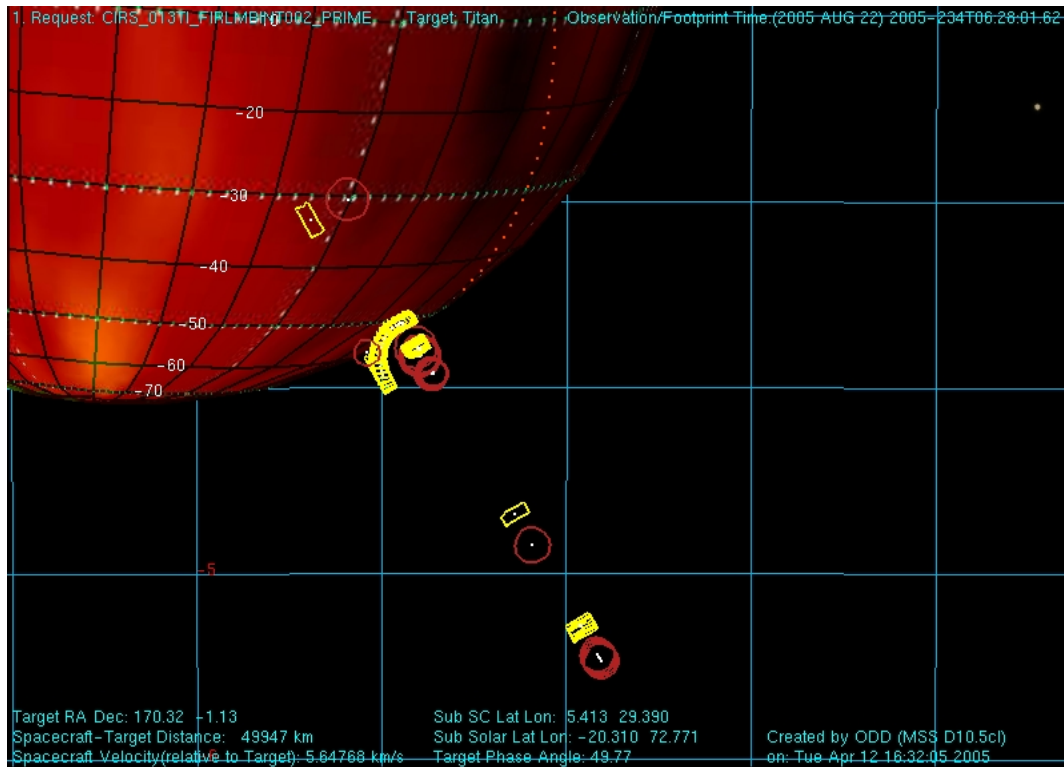 1. Request: CIRS_013TI_FIRLMBINT002_PRIME Target: Titan Observation/Footprint Time:(2005 AUG 22) 2005-234T06:28:01.62
-20
-30
-40
-50
-60
-70
-5
Target RA Dec: 170.32 -1.13 Sub SC Lat Lon: 5.413 29.390
Spacecraft-Target Distance: 49947 km Sub Solar Lat Lon: -20.310 72.771 Created by ODD (MSS D10.5cl)
Spacecraft Velocity(relative to Target): 5.64768 km/s Target Phase Angle: 49.77 on: Tue Apr 12 16:32:05 2005